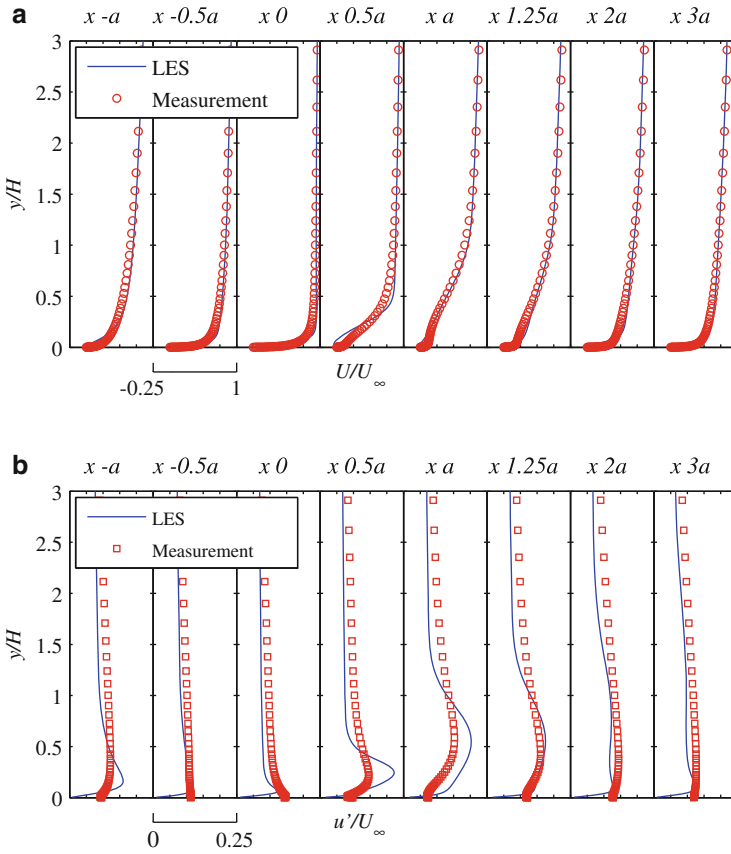 a
x -a x -0.5a x 0 x 0.5a x a x 1.25a x 2a x 3a
3
LES
2.5
Measurement
2
y/H
1.5
1
0.5
0
-0.25 1 U/U∞
b
x -a x -0.5a x 0 x 0.5a x a x 1.25a x 2a x 3a
3
LES
2.5
Measurement
2
y/H
1.5
1
0.5
0
0 0.25 u'/U∞